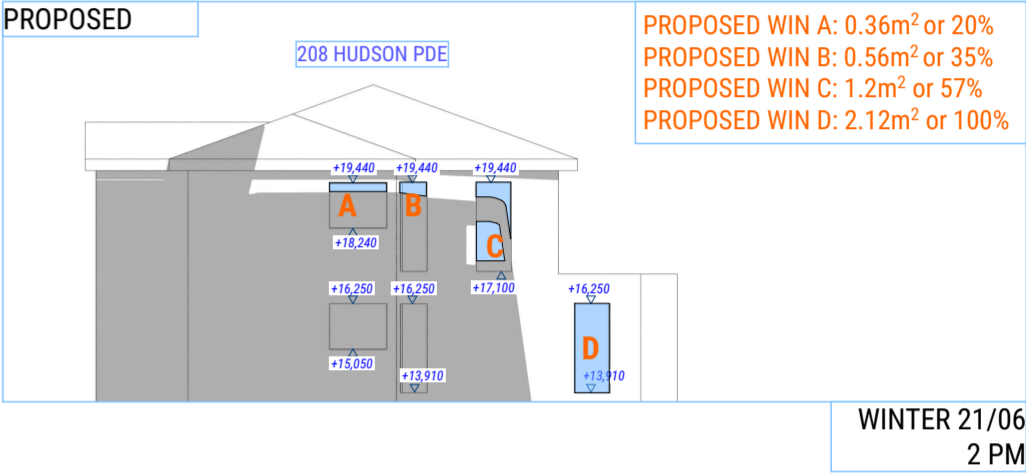 PROPOSED
PROPOSED WIN A: 0.36m² or 20%
PROPOSED WIN B: 0.56m² or 35%
PROPOSED WIN C: 1.2m² or 57%
PROPOSED WIN D: 2.12m² or 100%
208 HUDSON PDE
+19,440 +19,440 +19,440
A B
+18,240
C
+16,250 +16,250 +17,100 +16,250
D
+15,050
+13,910 +13,910
WINTER 21/06
2 PM